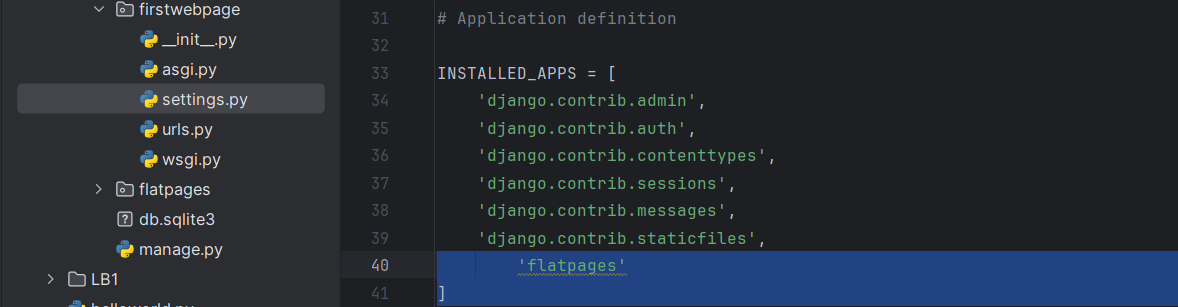 firstwebpage
__init__.py
asgi.py
settings.py
urls.py
wsgi.py
flatpages
db.sqlite3
manage.py
LB1
helloworld.py
31 # Application definition
32
33 INSTALLED_APPS = [
34     'django.contrib.admin',
35     'django.contrib.auth',
36     'django.contrib.contenttypes',
37     'django.contrib.sessions',
38     'django.contrib.messages',
39     'django.contrib.staticfiles',
40         'flatpages'
41 ]